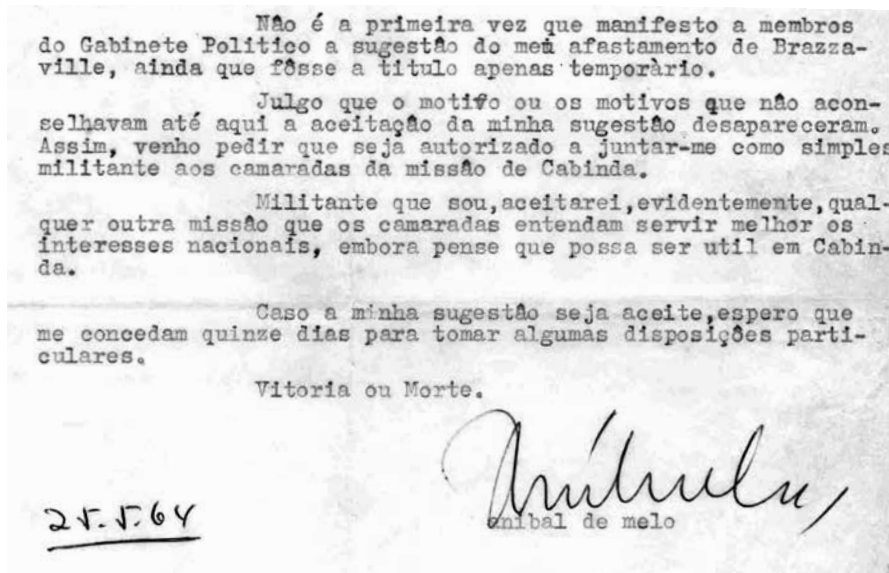 Não é a primeira vez que manifesto a membros
do Gabinete Politico a sugestão do meu afastamento de Brazza-
ville, ainda que fôsse a titulo apenas temporàrio.
Julgo que o motifo ou os motivos que não acon-
selhavam até aqui a aceitação da minha sugestão desapareceram.
Assim, venho pedir que seja autorizado a juntar-me como simples
militante aos camaradas da missão de Cabinda.
Militante que sou,aceitarei,evidentemente,qual-
quer outra missão que os camaradas entendam servir melhor os
interesses nacionais, embora pense que possa ser util em Cabin-
da.
Caso a minha sugestão seja aceite,espero que
me concedam quinze dias para tomar algumas disposições parti-
culares.
Vitoria ou Morte.
25.5.64
anibal de melo